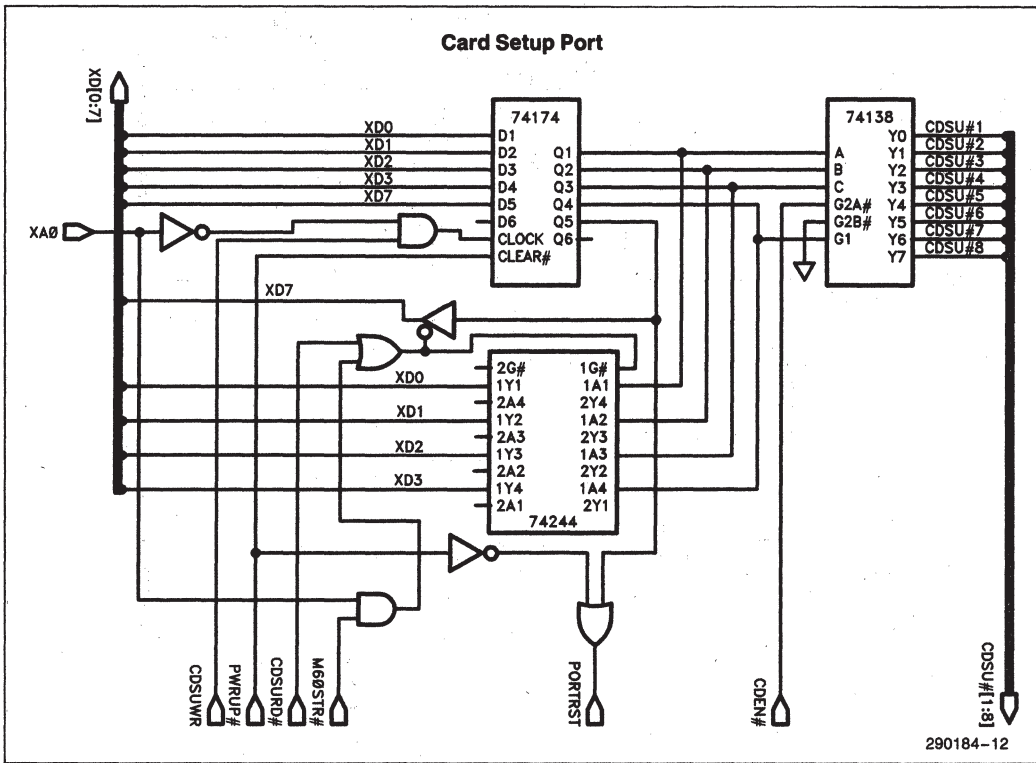 Card Setup Port
XD[0:7]
74174
74138
XD0
XD1
XD2
XD3
XD7
D1
D2
D3
D4
D5
D6
CLOCK
CLEAR#
Q1
Q2
Q3
Q4
Q5
Q6
A
B
C
G2A#
G2B#
G1
Y0
Y1
Y2
Y3
Y4
Y5
Y6
Y7
CDSU#1
CDSU#2
CDSU#3
CDSU#4
CDSU#5
CDSU#6
CDSU#7
CDSU#8
XAØ
XD7
XD0
XD1
XD2
XD3
2G#
1Y1
2A4
1Y2
2A3
1Y3
2A2
1Y4
2A1
1G#
1A1
2Y4
1A2
2Y3
1A3
2Y2
1A4
2Y1
74244
CDSUWR
PWRUP#
CDSURD#
M6ØSTR#
PORTRST
CDEN#
CDSU#[1:8]
290184-12